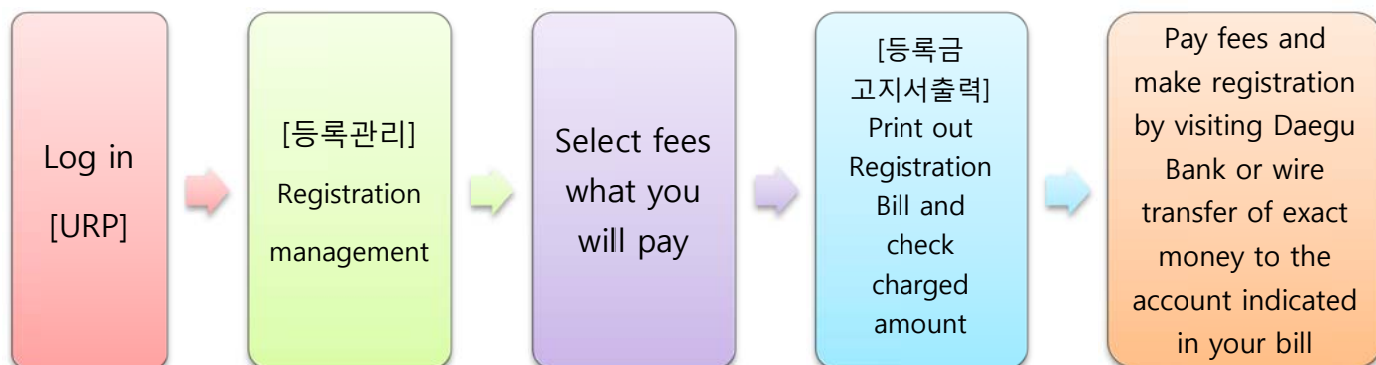 Log in
[URP]
[등록관리]
Registration
management
Select fees
what you
will pay
[등록금
고지서출력]
Print out
Registration
Bill and
check
charged
amount
Pay fees and
make registration
by visiting Daegu
Bank or wire
transfer of exact
money to the
account indicated
in your bill